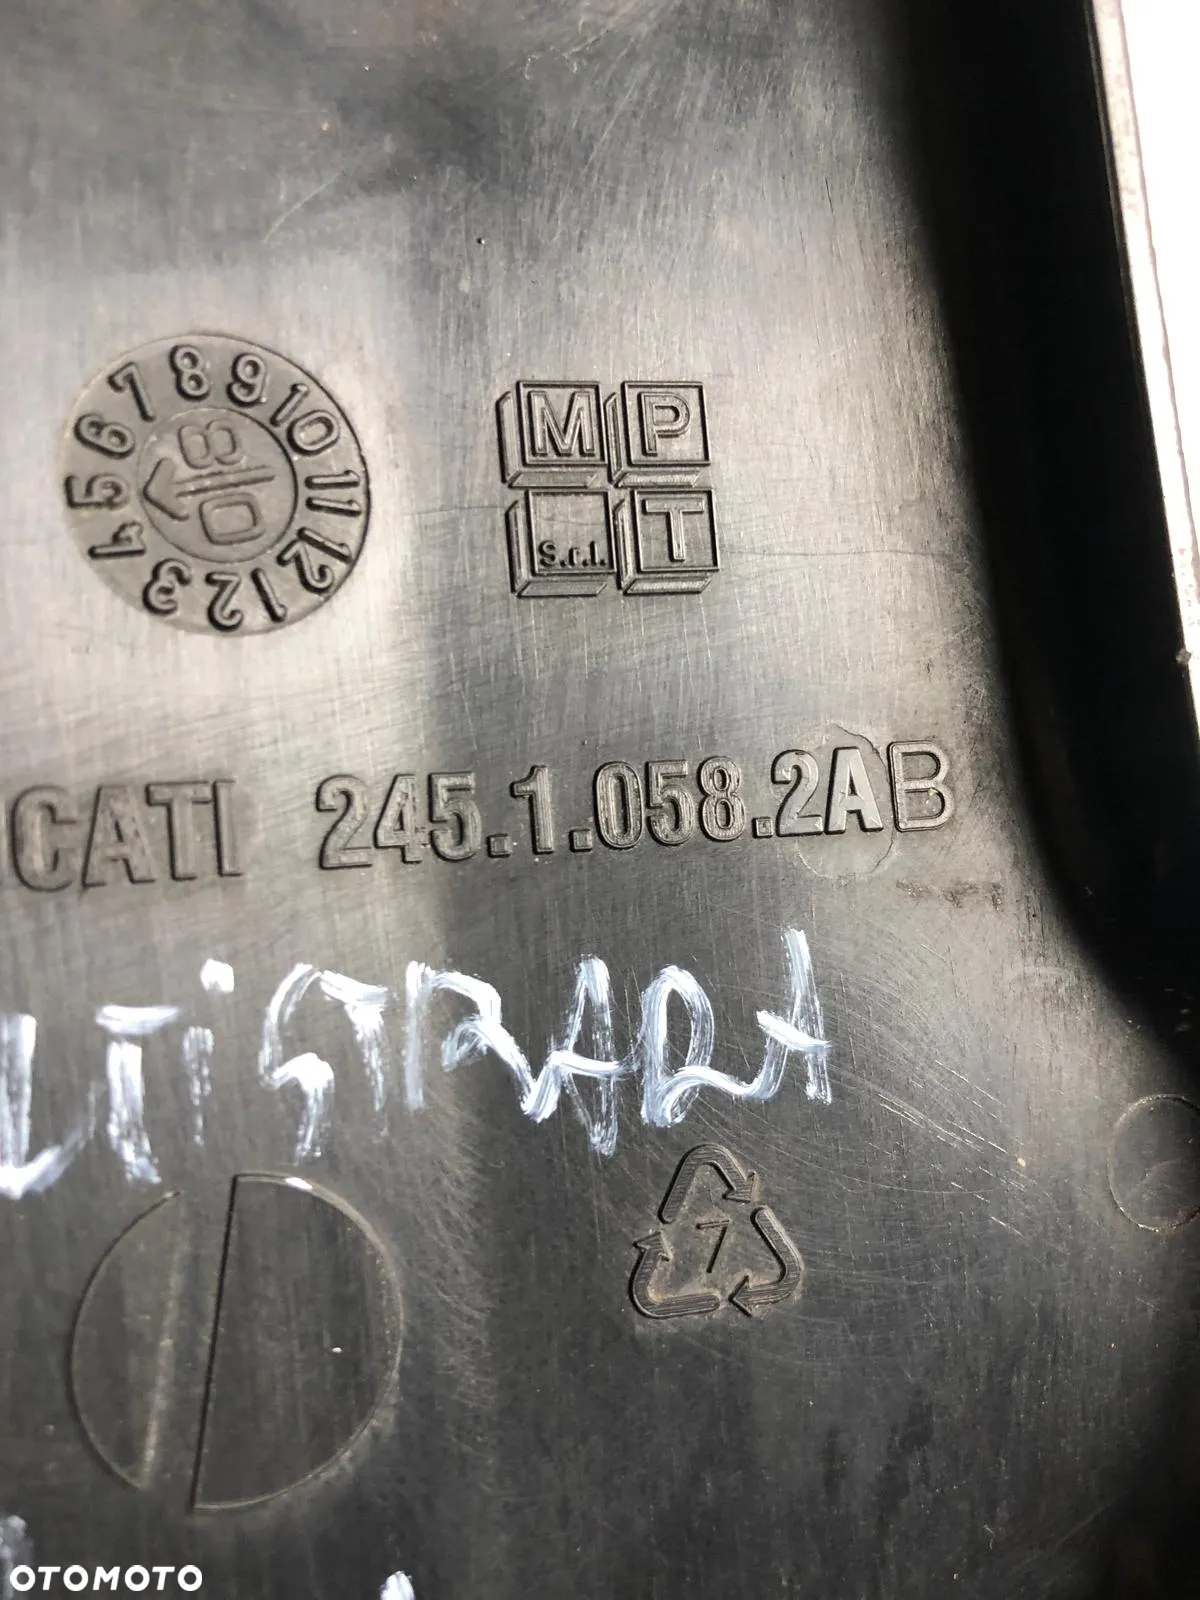 1 2 3 4 5 6 7 8 9 10 11 12
08
M P
S.r.l. T
CATI 245.1.058.2AB
LTiSTRADA
7
OTOMOTO